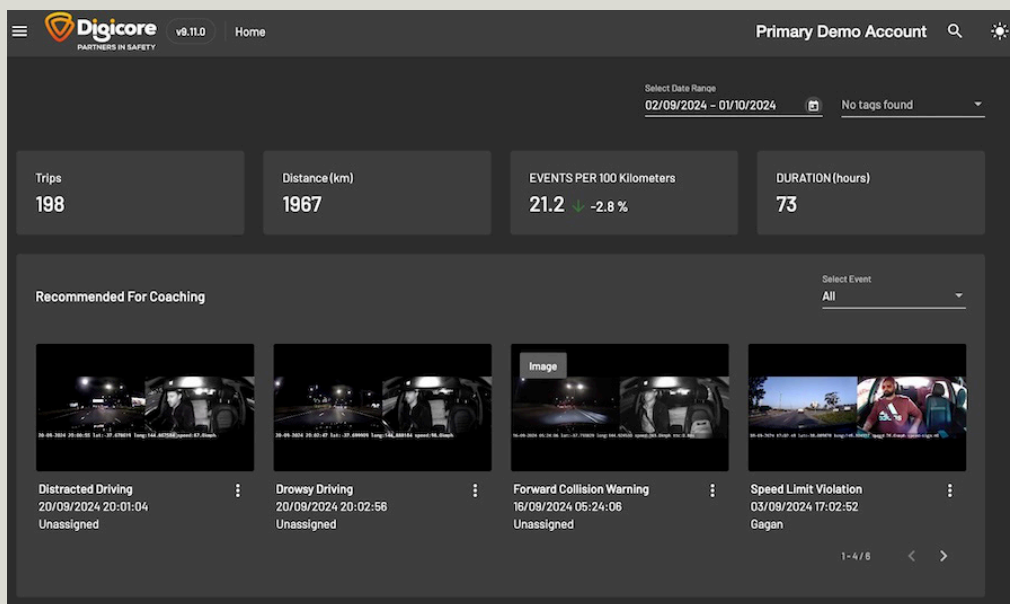 Digicore
PARTNERS IN SAFETY
v9.11.0
Home
Primary Demo Account
Select Date Range
02/09/2024 – 01/10/2024
No tags found
Trips
198
Distance (km)
1967
EVENTS PER 100 Kilometers
21.2 -2.8 %
DURATION (hours)
73
Recommended For Coaching
Select Event
All
Image
Distracted Driving
20/09/2024 20:01:04
Unassigned
Drowsy Driving
20/09/2024 20:02:56
Unassigned
Forward Collision Warning
16/09/2024 05:24:06
Unassigned
Speed Limit Violation
03/09/2024 17:02:52
Gagan
1-4/6